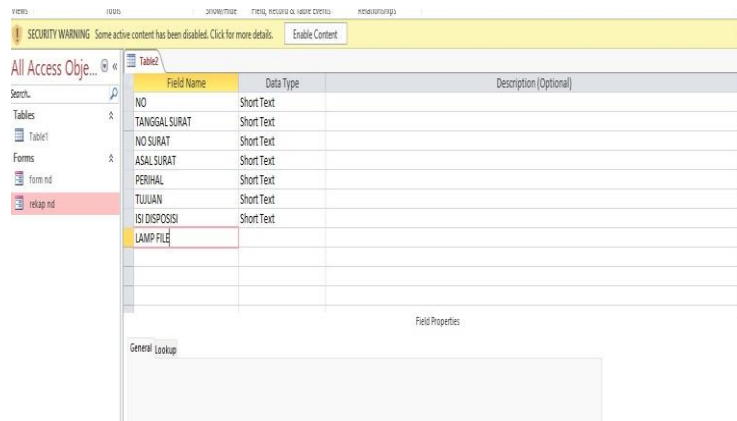 Views Tools Show/Hide Field, Record & Table Events Relationships
SECURITY WARNING Some active content has been disabled. Click for more details. Enable Content
All Access Obje... «
Search..
Tables
Table1
Forms
form nd
rekap nd
Table2
Field Name Data Type Description (Optional)
NO Short Text
TANGGAL SURAT Short Text
NO SURAT Short Text
ASAL SURAT Short Text
PERIHAL Short Text
TUJUAN Short Text
ISI DISPOSISI Short Text
LAMP FILE
Field Properties
General Lookup